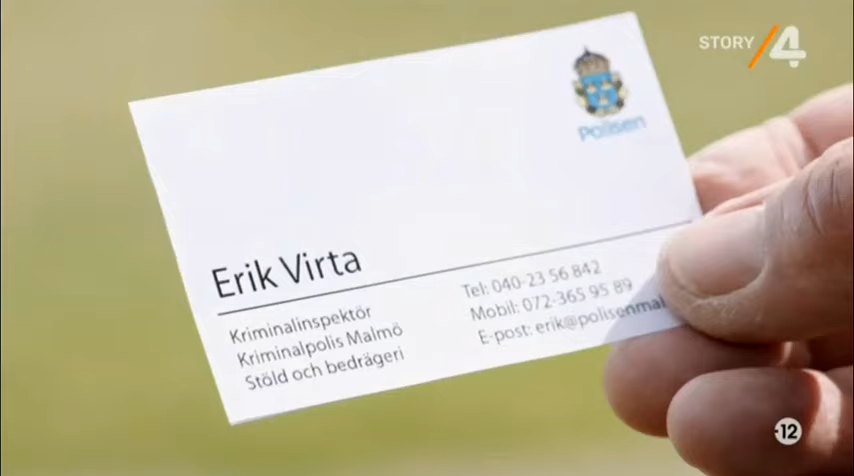 STORY 4
Polisen
Erik Virta
Kriminalinspektör
Kriminalpolis Malmö
Stöld och bedrägeri
Tel: 040-23 56 842
Mobil: 072-365 95 89
E-post: erik@polisenmal
-12